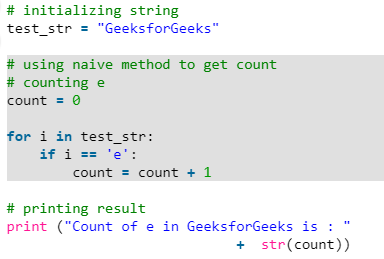 # initializing string
test_str = "GeeksforGeeks"
# using naive method to get count
# counting e
count = 0
for i in test_str:
    if i == 'e':
        count = count + 1
# printing result
print ("Count of e in GeeksforGeeks is : "
                            +  str(count))